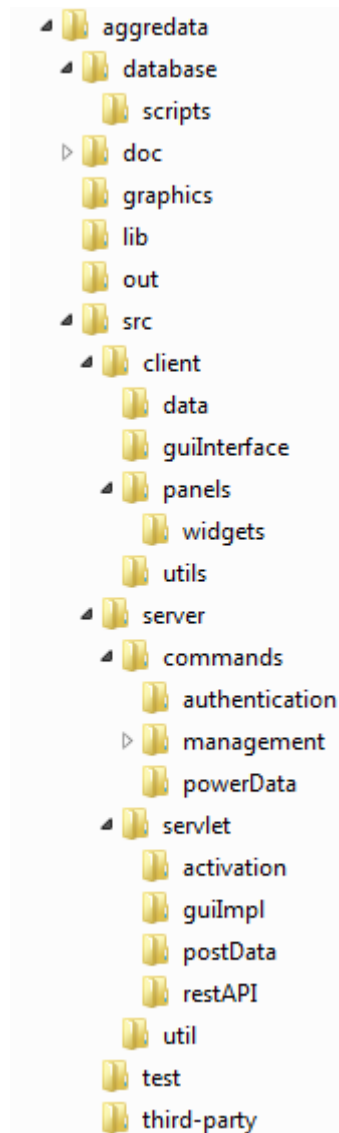 aggredata
database
scripts
doc
graphics
lib
out
src
client
data
guiInterface
panels
widgets
utils
server
commands
authentication
management
powerData
servlet
activation
guiImpl
postData
restAPI
util
test
third-party